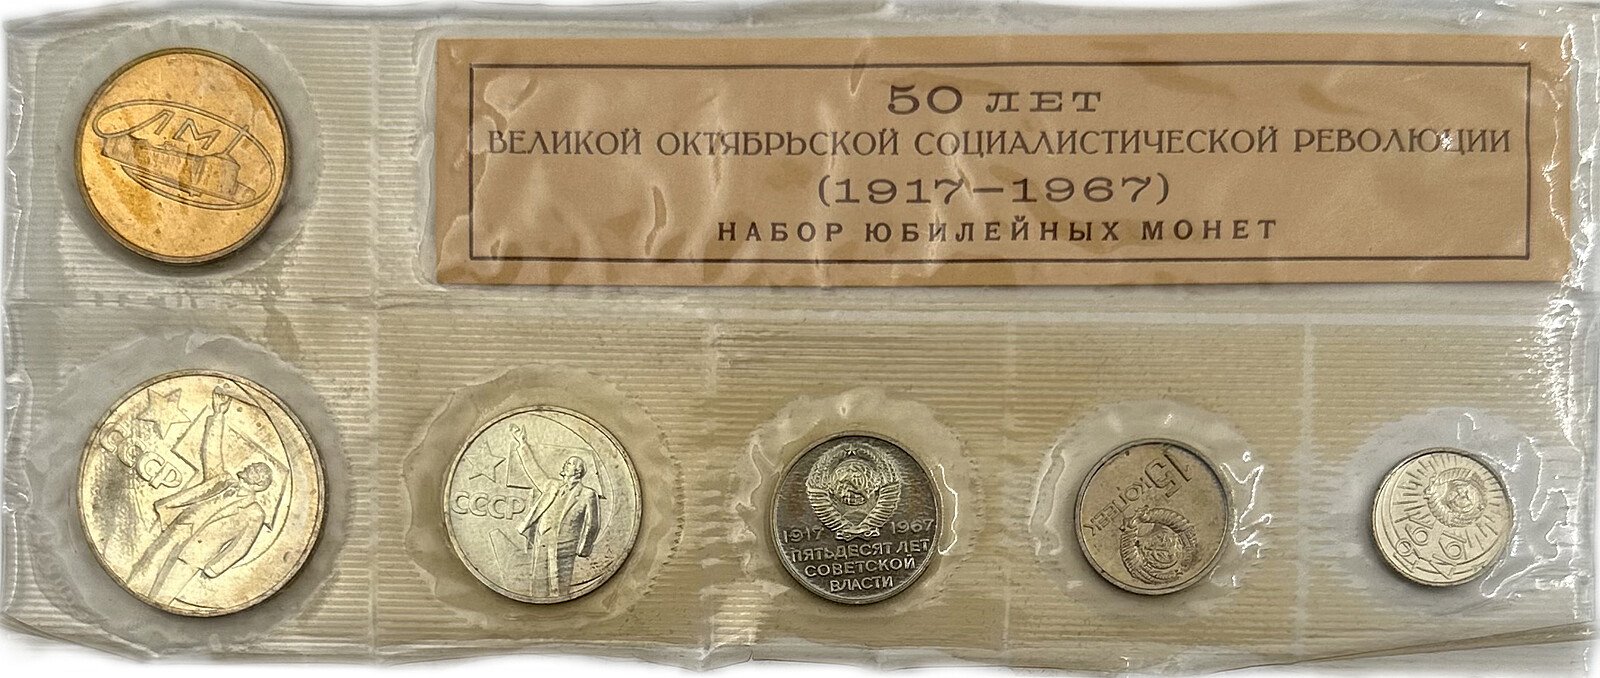 50 ЛЕТ
ВЕЛИКОЙ ОКТЯБРЬСКОЙ СОЦИАЛИСТИЧЕСКОЙ РЕВОЛЮЦИИ
(1917—1967)
НАБОР ЮБИЛЕЙНЫХ МОНЕТ
ЛМД
СССР
СССР
1917 1967
ПЯТЬДЕСЯТ ЛЕТ
СОВЕТСКОЙ
ВЛАСТИ
15
КОПЕЕК